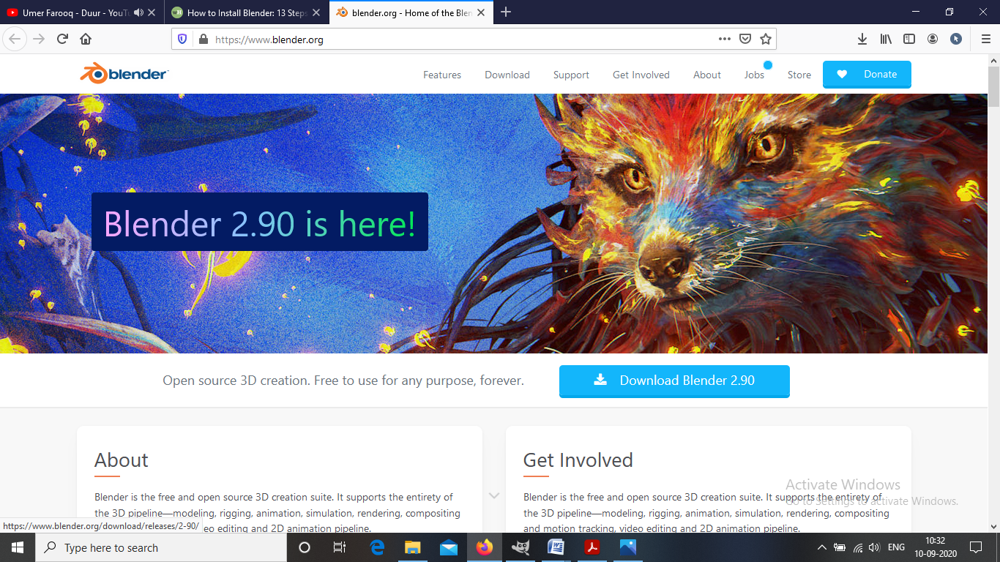 Umer Farooq - Duur - YouTu
How to Install Blender: 13 Steps
blender.org - Home of the Blen
https://www.blender.org
blender™
Features Download Support Get Involved About Jobs Store Donate
Blender 2.90 is here!
Open source 3D creation. Free to use for any purpose, forever.
Download Blender 2.90
About
Blender is the free and open source 3D creation suite. It supports the entirety of
the 3D pipeline—modeling, rigging, animation, simulation, rendering, compositing
eo editing and 2D animation pipeline.
Get Involved
Blender is the free and open source 3D creation suite. It supports the entirety of
the 3D pipeline—modeling, rigging, animation, simulation, rendering, compositing
and motion tracking, video editing and 2D animation pipeline.
Activate Windows
Go to Settings to activate Windows.
https://www.blender.org/download/releases/2-90/
Type here to search
ENG
10:32
10-09-2020